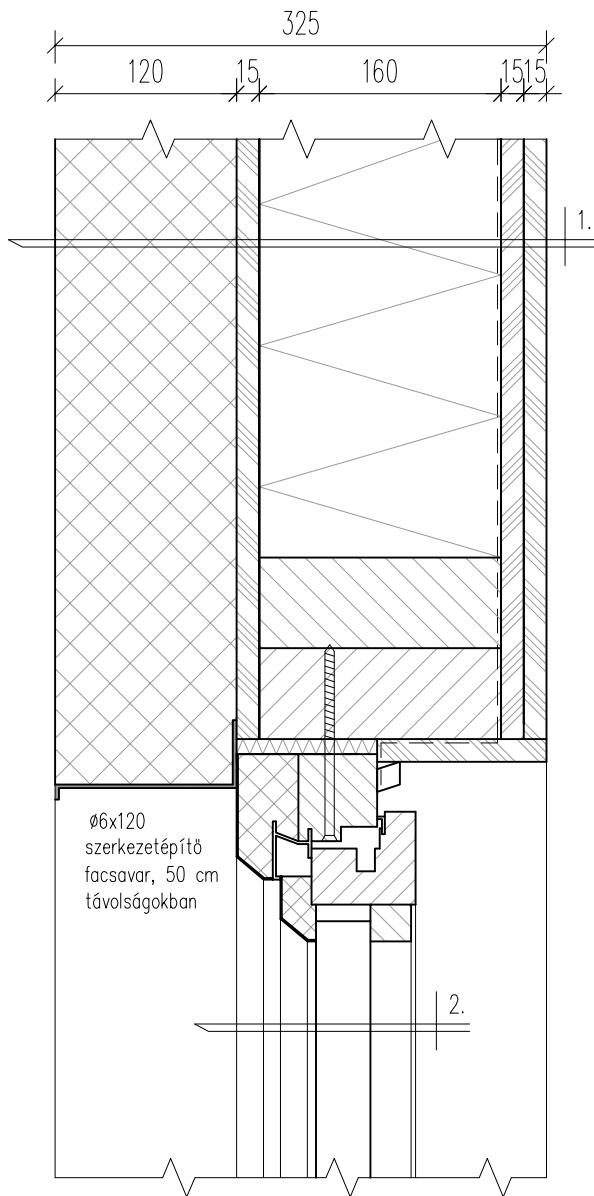 325
120
15
160
15
15
1.
ø6x120
szerkezetépítő
facsavar, 50 cm
távolságokban
2.